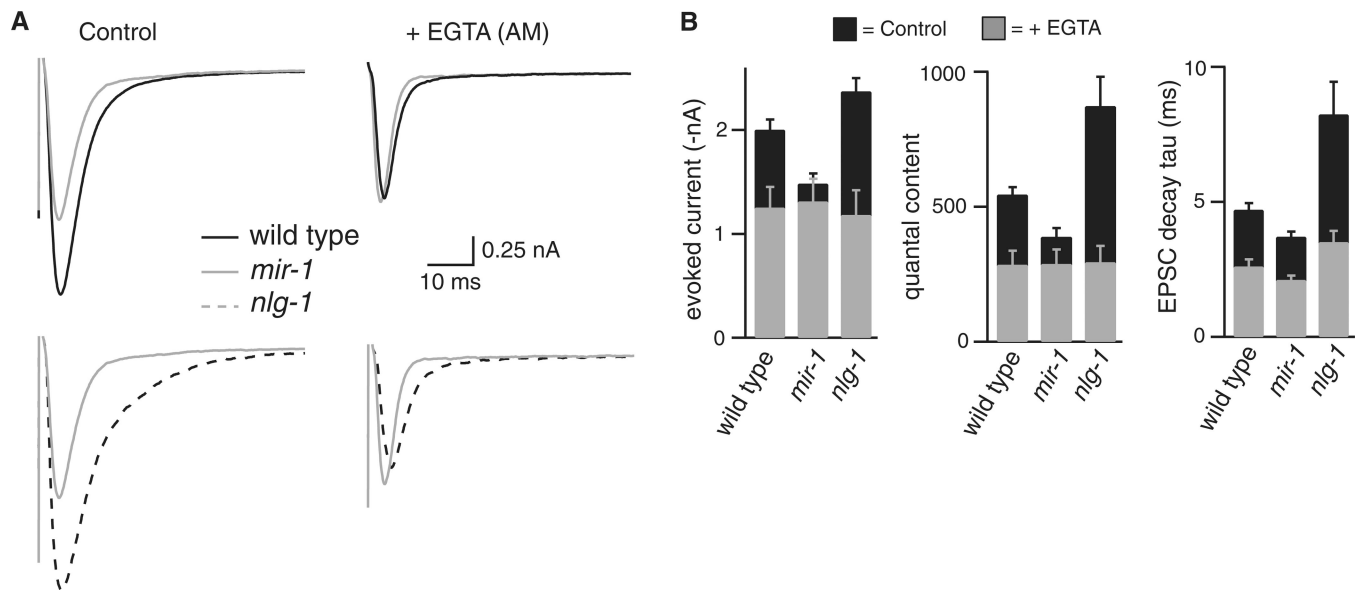 A
Control
+ EGTA (AM)
wild type
mir-1
nlg-1
0.25 nA
10 ms
B
= Control
= + EGTA
evoked current (-nA)
2
1
0
wild type
mir-1
nlg-1
quantal content
1000
500
0
wild type
mir-1
nlg-1
EPSC decay tau (ms)
10
5
0
wild type
mir-1
nlg-1